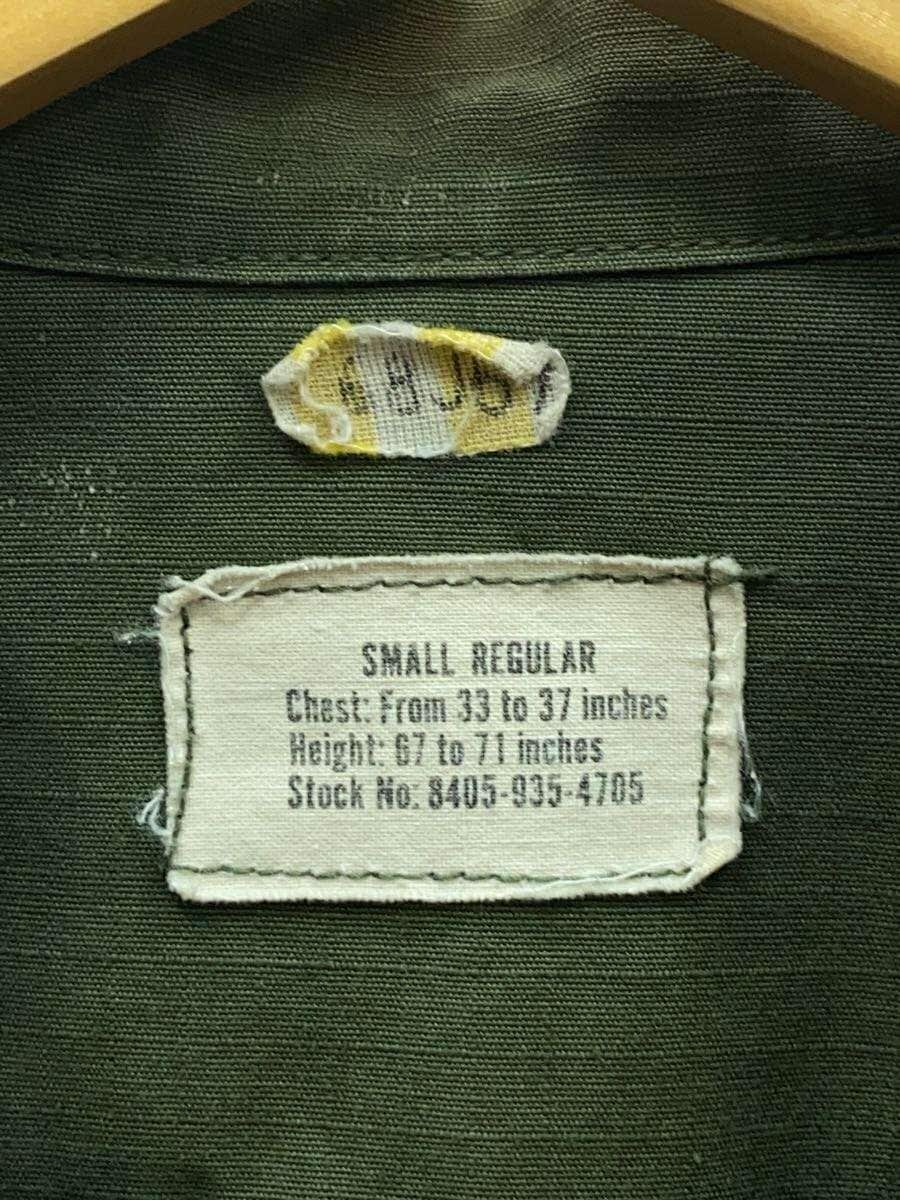 SMALL REGULAR
Chest: From 33 to 37 inches
Height: 67 to 71 inches
Stock No: 8405-935-4705